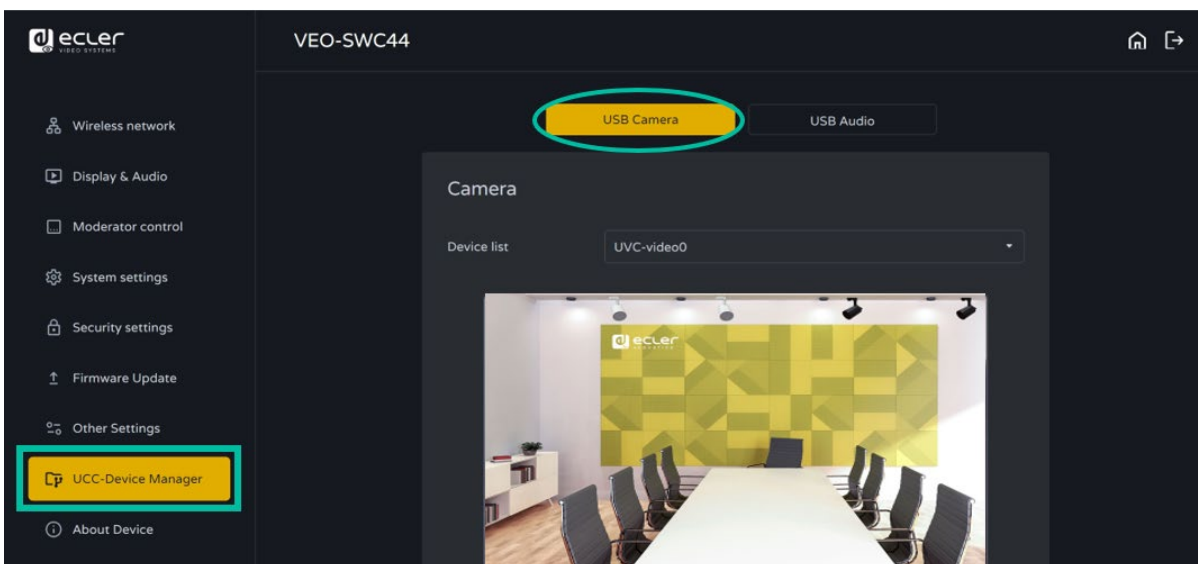 ecler
VIDEO SYSTEMS
VEO-SWC44
Wireless network
Display & Audio
Moderator control
System settings
Security settings
Firmware Update
Other Settings
UCC-Device Manager
About Device
USB Camera
USB Audio
Camera
Device list
UVC-video0
ecler